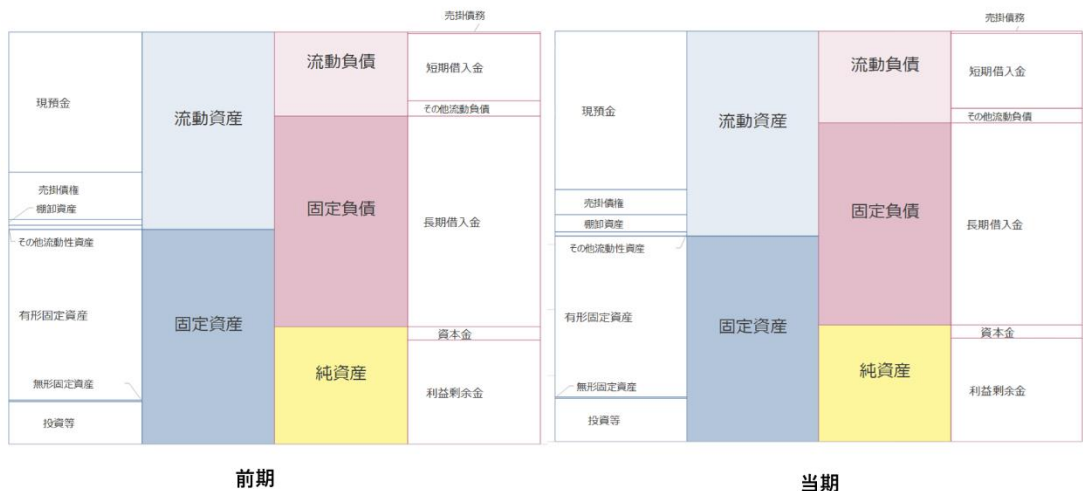 売掛債務
現預金
流動資産
流動負債
短期借入金
その他流動負債
売掛債権
棚卸資産
その他流動性資産
固定負債
長期借入金
有形固定資産
固定資産
無形固定資産
投資等
純資産
資本金
利益剰余金
前期
売掛債務
現預金
流動資産
流動負債
短期借入金
その他流動負債
売掛債権
棚卸資産
その他流動性資産
固定負債
長期借入金
有形固定資産
固定資産
無形固定資産
投資等
純資産
資本金
利益剰余金
当期